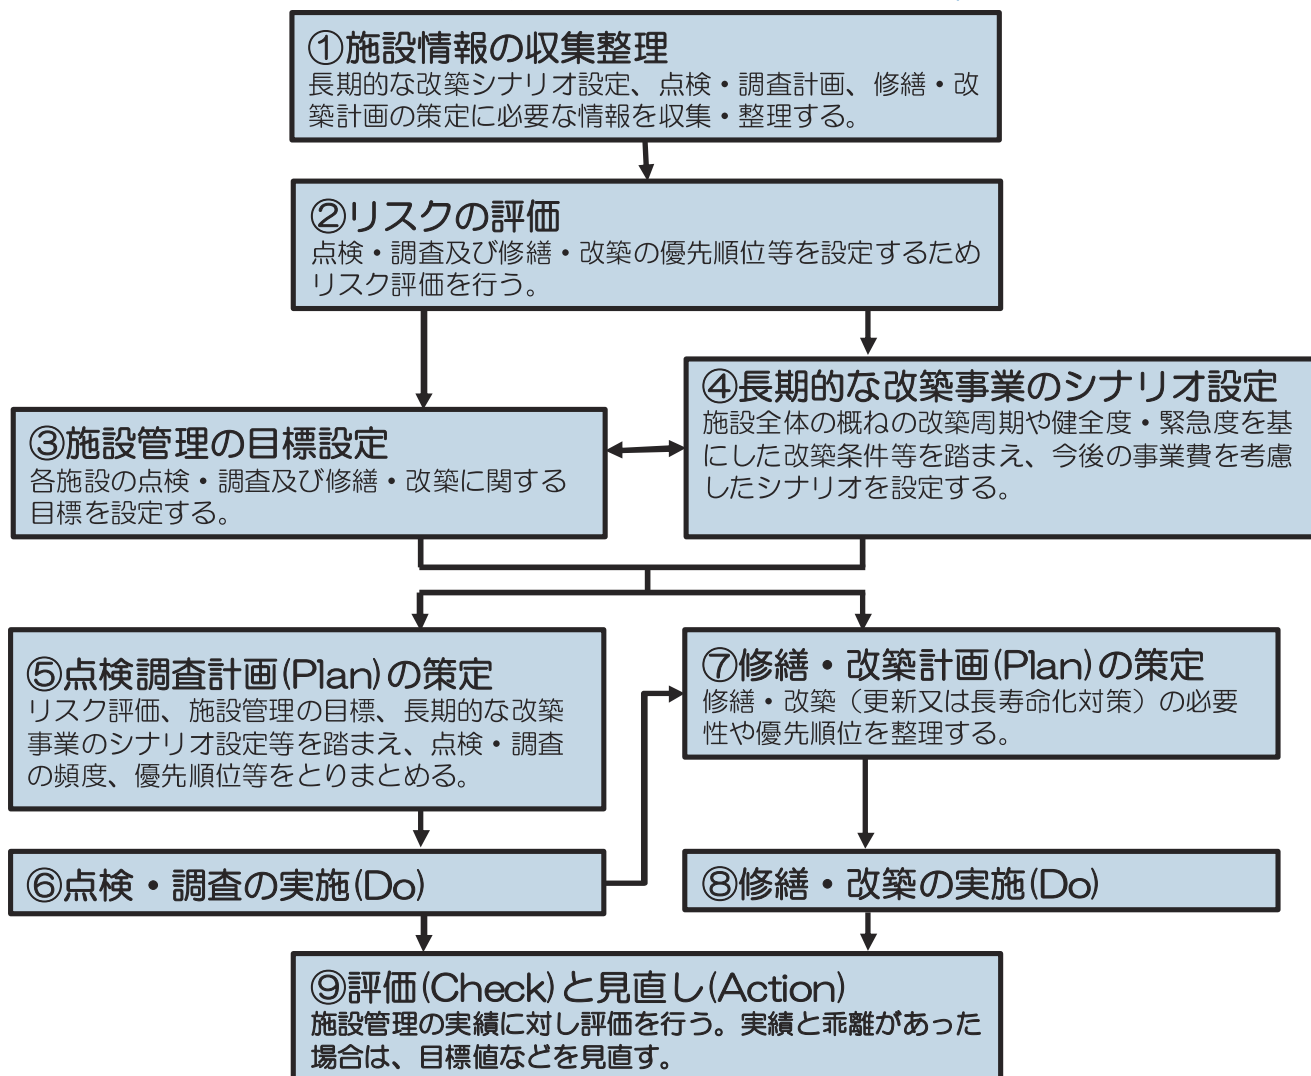 ①施設情報の収集整理
長期的な改築シナリオ設定、点検・調査計画、修繕・改
築計画の策定に必要な情報を収集・整理する。
②リスクの評価
点検・調査及び修繕・改築の優先順位等を設定するため
リスク評価を行う。
③施設管理の目標設定
各施設の点検・調査及び修繕・改築に関する
目標を設定する。
④長期的な改築事業のシナリオ設定
施設全体の概ねの改築周期や健全度・緊急度を基
にした改築条件等を踏まえ、今後の事業費を考慮
したシナリオを設定する。
⑤点検調査計画(Plan)の策定
リスク評価、施設管理の目標、長期的な改築
事業のシナリオ設定等を踏まえ、点検・調査
の頻度、優先順位等をとりまとめる。
⑥点検・調査の実施(Do)
⑦修繕・改築計画(Plan)の策定
修繕・改築（更新又は長寿命化対策）の必要
性や優先順位を整理する。
⑧修繕・改築の実施(Do)
⑨評価(Check)と見直し(Action)
施設管理の実績に対し評価を行う。実績と乖離があった
場合は、目標値などを見直す。